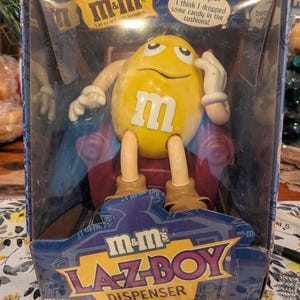 m&m's
I think I dropped
some candy in the
cushions!
m
m&m's
LA-Z-BOY
DISPENSER